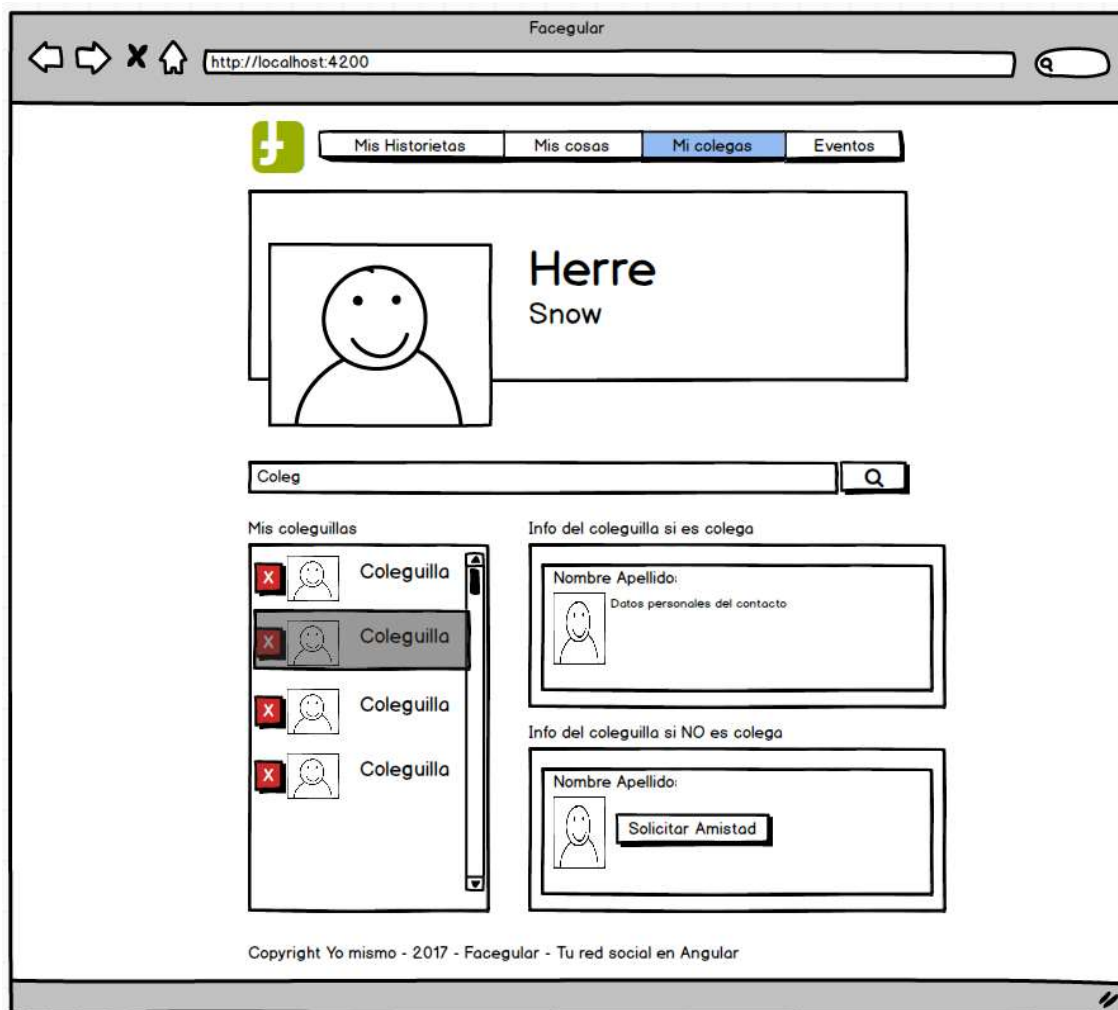 Facegular
http://localhost:4200
Mis Historietas Mis cosas Mi colegas Eventos
Herre
Snow
Coleg
Mis coleguillas
X Coleguilla
X Coleguilla
X Coleguilla
X Coleguilla
Info del coleguilla si es colega
Nombre Apellido:
Datos personales del contacto
Info del coleguilla si NO es colega
Nombre Apellido:
Solicitar Amistad
Copyright Yo mismo - 2017 - Facegular - Tu red social en Angular